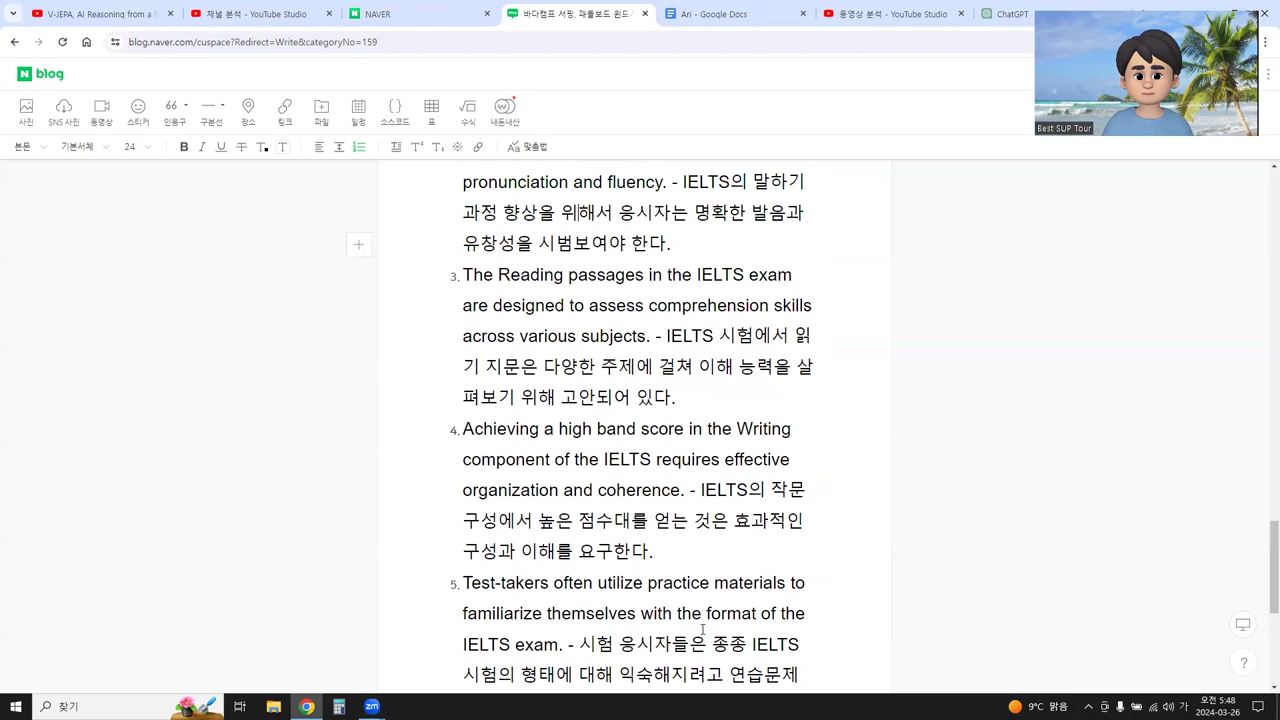 V-JEPA, AI Reasoning from a N
채널 분석 - YouTube Studio
NAVER
바다캠프 서핑, 패들보드 윈드
Ari - Google Docs
동영상 분석 - YouTube Studio
ChatGPT
blog.naver.com/cuspace?Redirect=Write&categoryNo=159
N blog
사진 SNS 사진 동영상 스티커 인용구 구분선 장소 링크 파일 일정 소스코드 표 수식 내돈내산
본문 기본서체 24 B I U T 맞춤법
Best SUP Tour
pronunciation and fluency. - IELTS의 말하기
과정 향상을 위해서 응시자는 명확한 발음과
유창성을 시범보여야 한다.
3. The Reading passages in the IELTS exam
are designed to assess comprehension skills
across various subjects. - IELTS 시험에서 읽
기 지문은 다양한 주제에 걸쳐 이해 능력을 살
펴보기 위해 고안되어 있다.
4. Achieving a high band score in the Writing
component of the IELTS requires effective
organization and coherence. - IELTS의 작문
구성에서 높은 점수대를 얻는 것은 효과적인
구성과 이해를 요구한다.
5. Test-takers often utilize practice materials to
familiarize themselves with the format of the
IELTS exam. - 시험 응시자들은 종종 IELTS
시험의 형태에 대해 익숙해지려고 연습문제
찾기
9°C 맑음
가
오전 5:48
2024-03-26